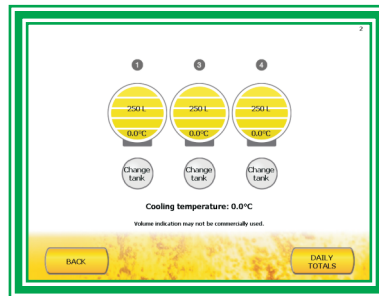 2
1 3 4
250 L 250 L 250 L
0.0°C 0.0°C 0.0°C
Change tank Change tank Change tank
Cooling temperature: 0.0°C
Volume indication may not be commercially used.
BACK
DAILY TOTALS